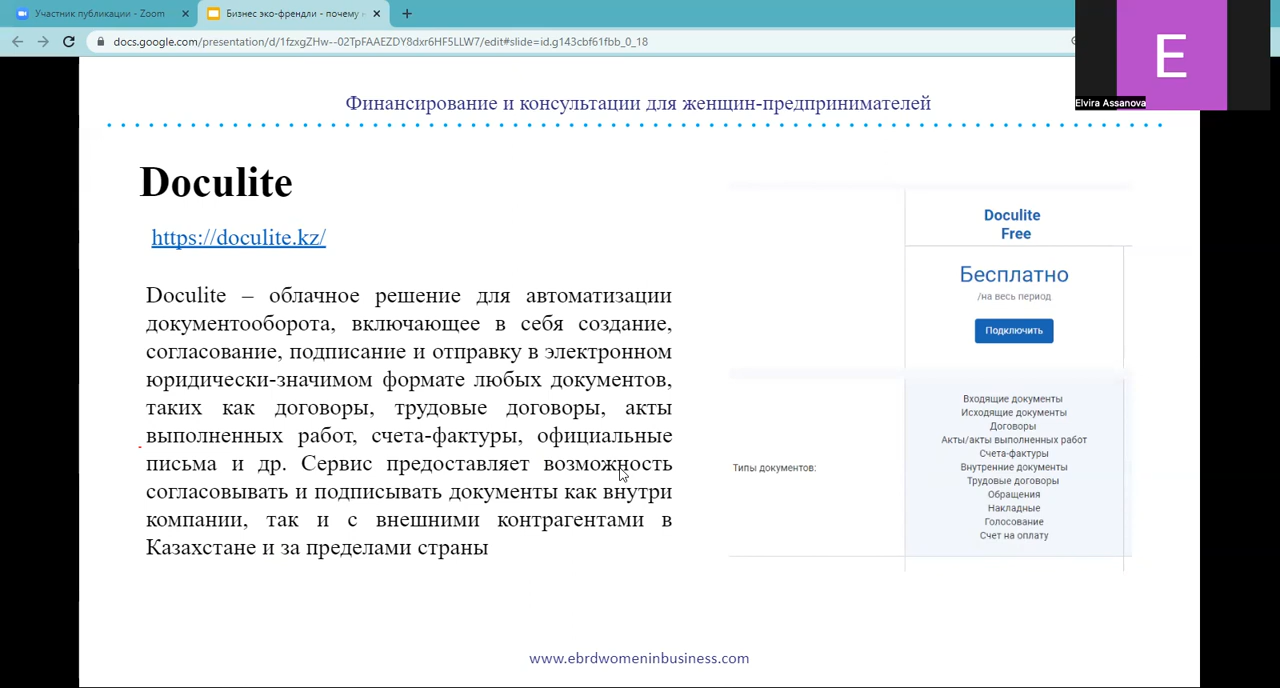 Участник публикации - Zoom
Бизнес эко-френдли - почему
docs.google.com/presentation/d/1fzxgZHw--02TpFAAEZDY8dxr6HF5LLW7/edit#slide=id.g143cbf61fbb_0_18
E
Elvira Assanova
Финансирование и консультации для женщин-предпринимателей
Doculite
https://doculite.kz/
Doculite – облачное решение для автоматизации
документооборота, включающее в себя создание,
согласование, подписание и отправку в электронном
юридически-значимом формате любых документов,
таких как договоры, трудовые договоры, акты
выполненных работ, счета-фактуры, официальные
письма и др. Сервис предоставляет возможность
согласовывать и подписывать документы как внутри
компании, так и с внешними контрагентами в
Казахстане и за пределами страны
Doculite
Free
Бесплатно
/на весь период
Подключить
Типы документов:
Входящие документы
Исходящие документы
Договоры
Акты/акты выполненных работ
Счета-фактуры
Внутренние документы
Трудовые договоры
Обращения
Накладные
Голосование
Счет на оплату
www.ebrdwomeninbusiness.com